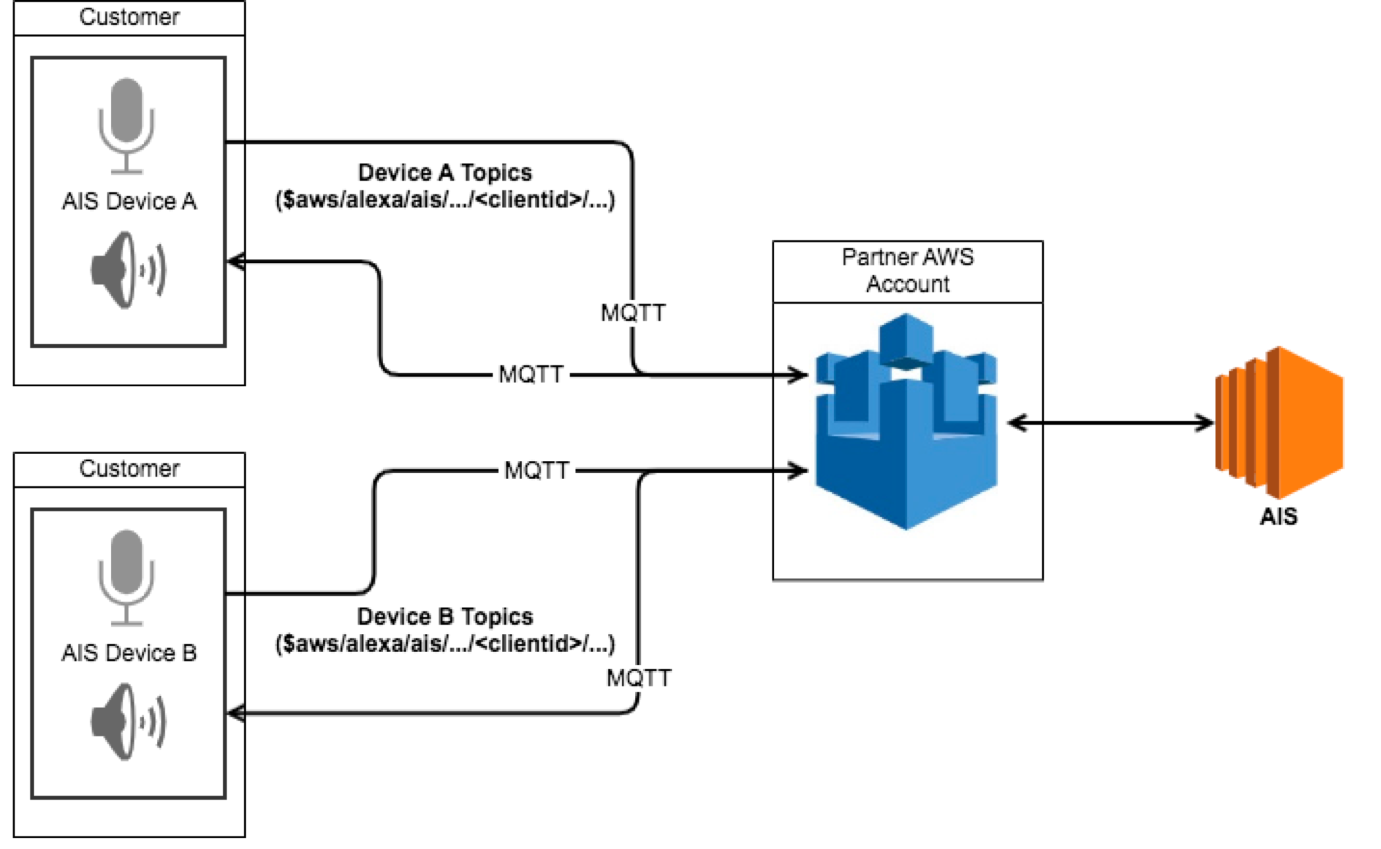 Customer
AIS Device A
Device A Topics
($aws/alexa/ais/.../<clientid>/...)
MQTT
MQTT
Partner AWS
Account
AIS
Customer
AIS Device B
MQTT
Device B Topics
($aws/alexa/ais/.../<clientid>/...)
MQTT